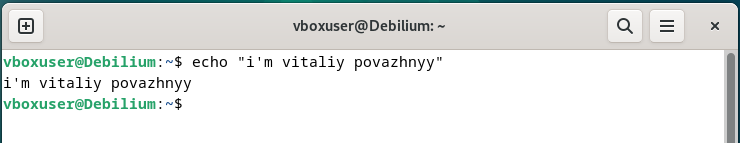 vboxuser@Debilium: ~
vboxuser@Debilium:~$ echo "i'm vitaliy povazhnyy"
i'm vitaliy povazhnyy
vboxuser@Debilium:~$